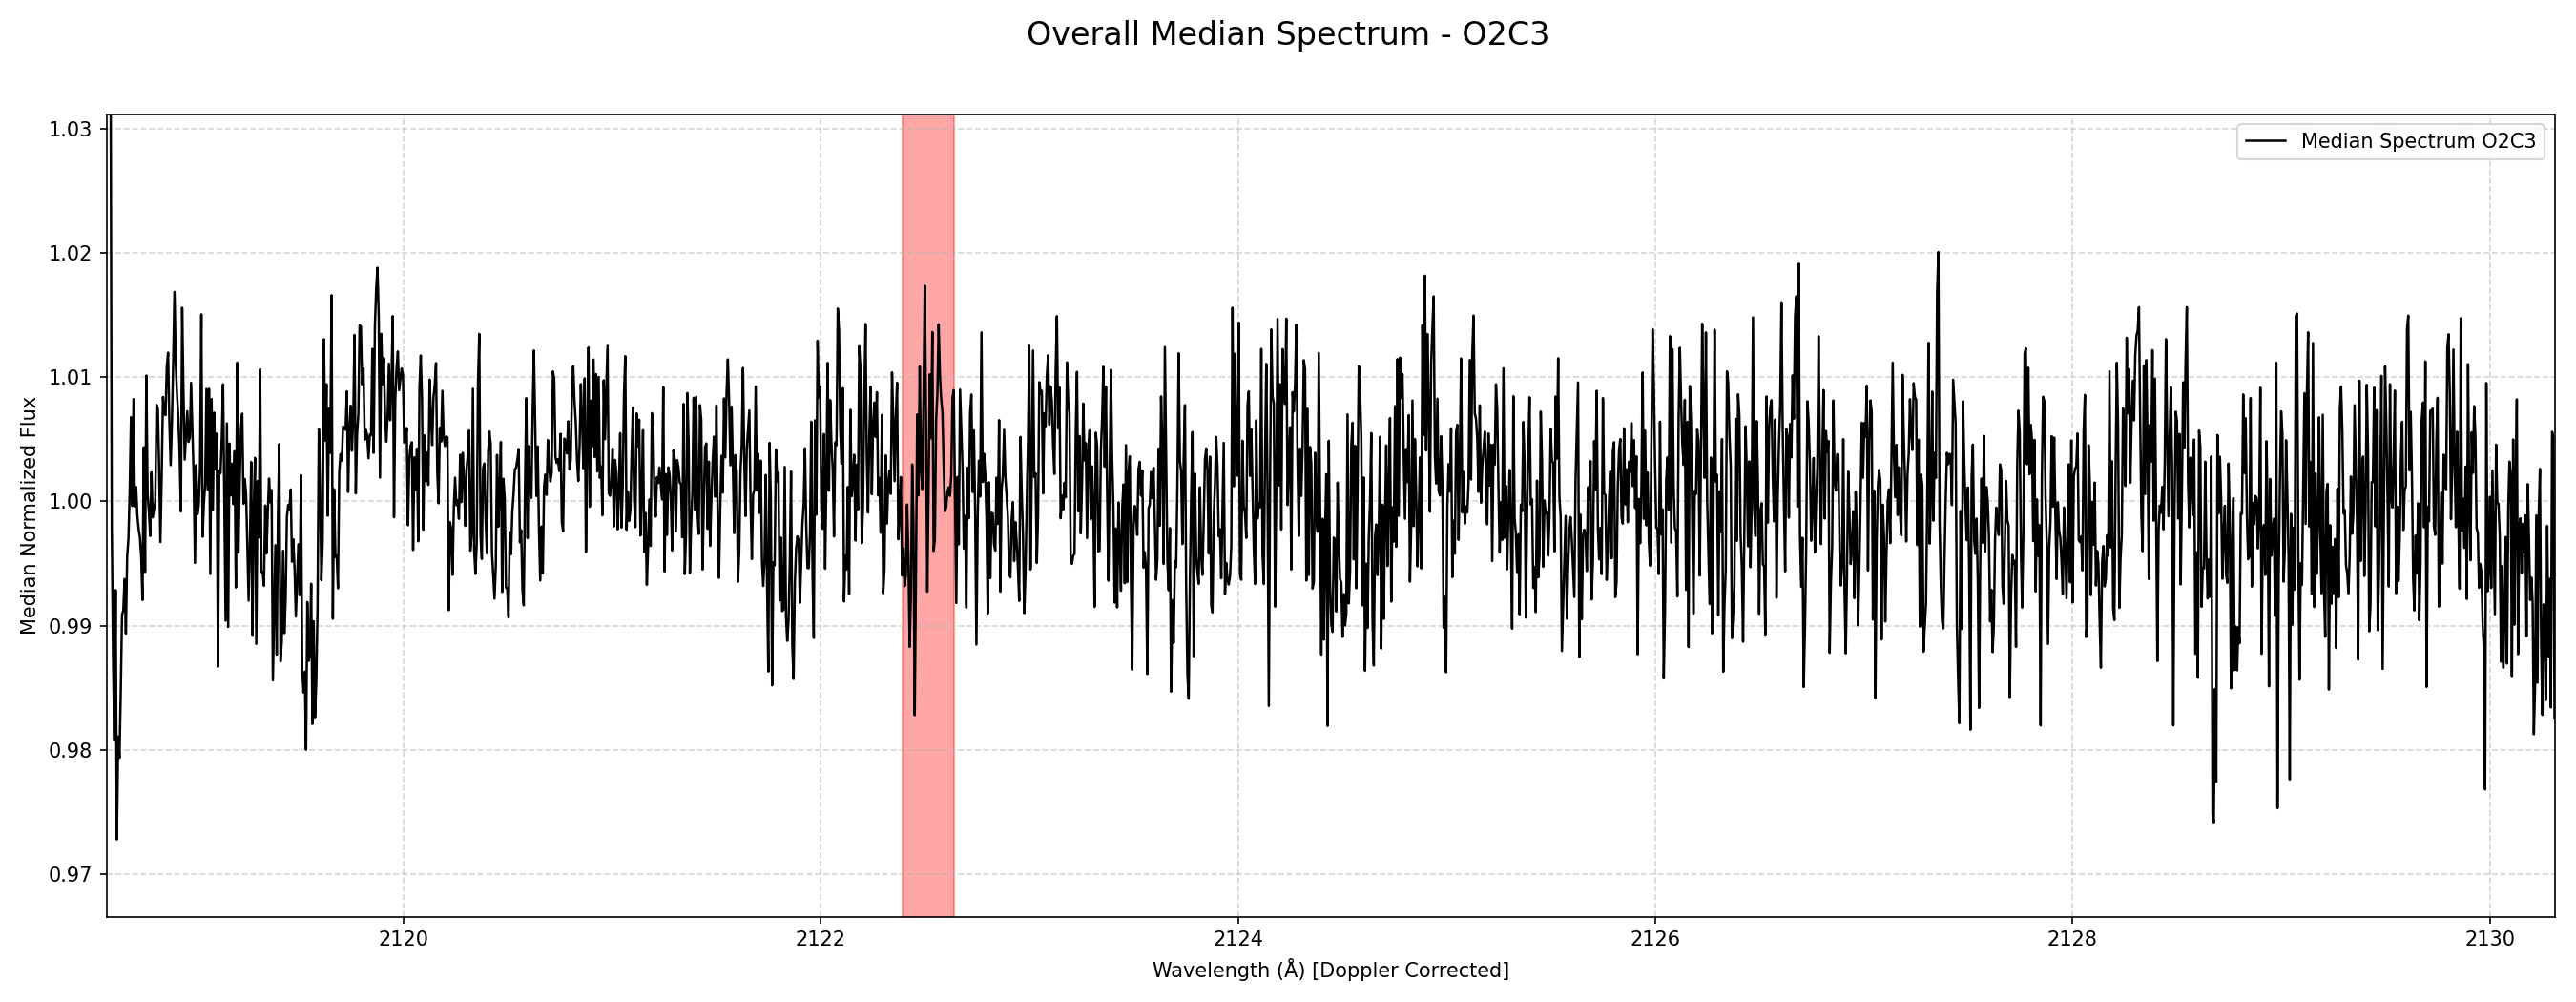 Overall Median Spectrum - O2C3
Median Spectrum O2C3
Median Normalized Flux
1.03
1.02
1.01
1.00
0.99
0.98
0.97
2120 2122 2124 2126 2128 2130
Wavelength (Å) [Doppler Corrected]